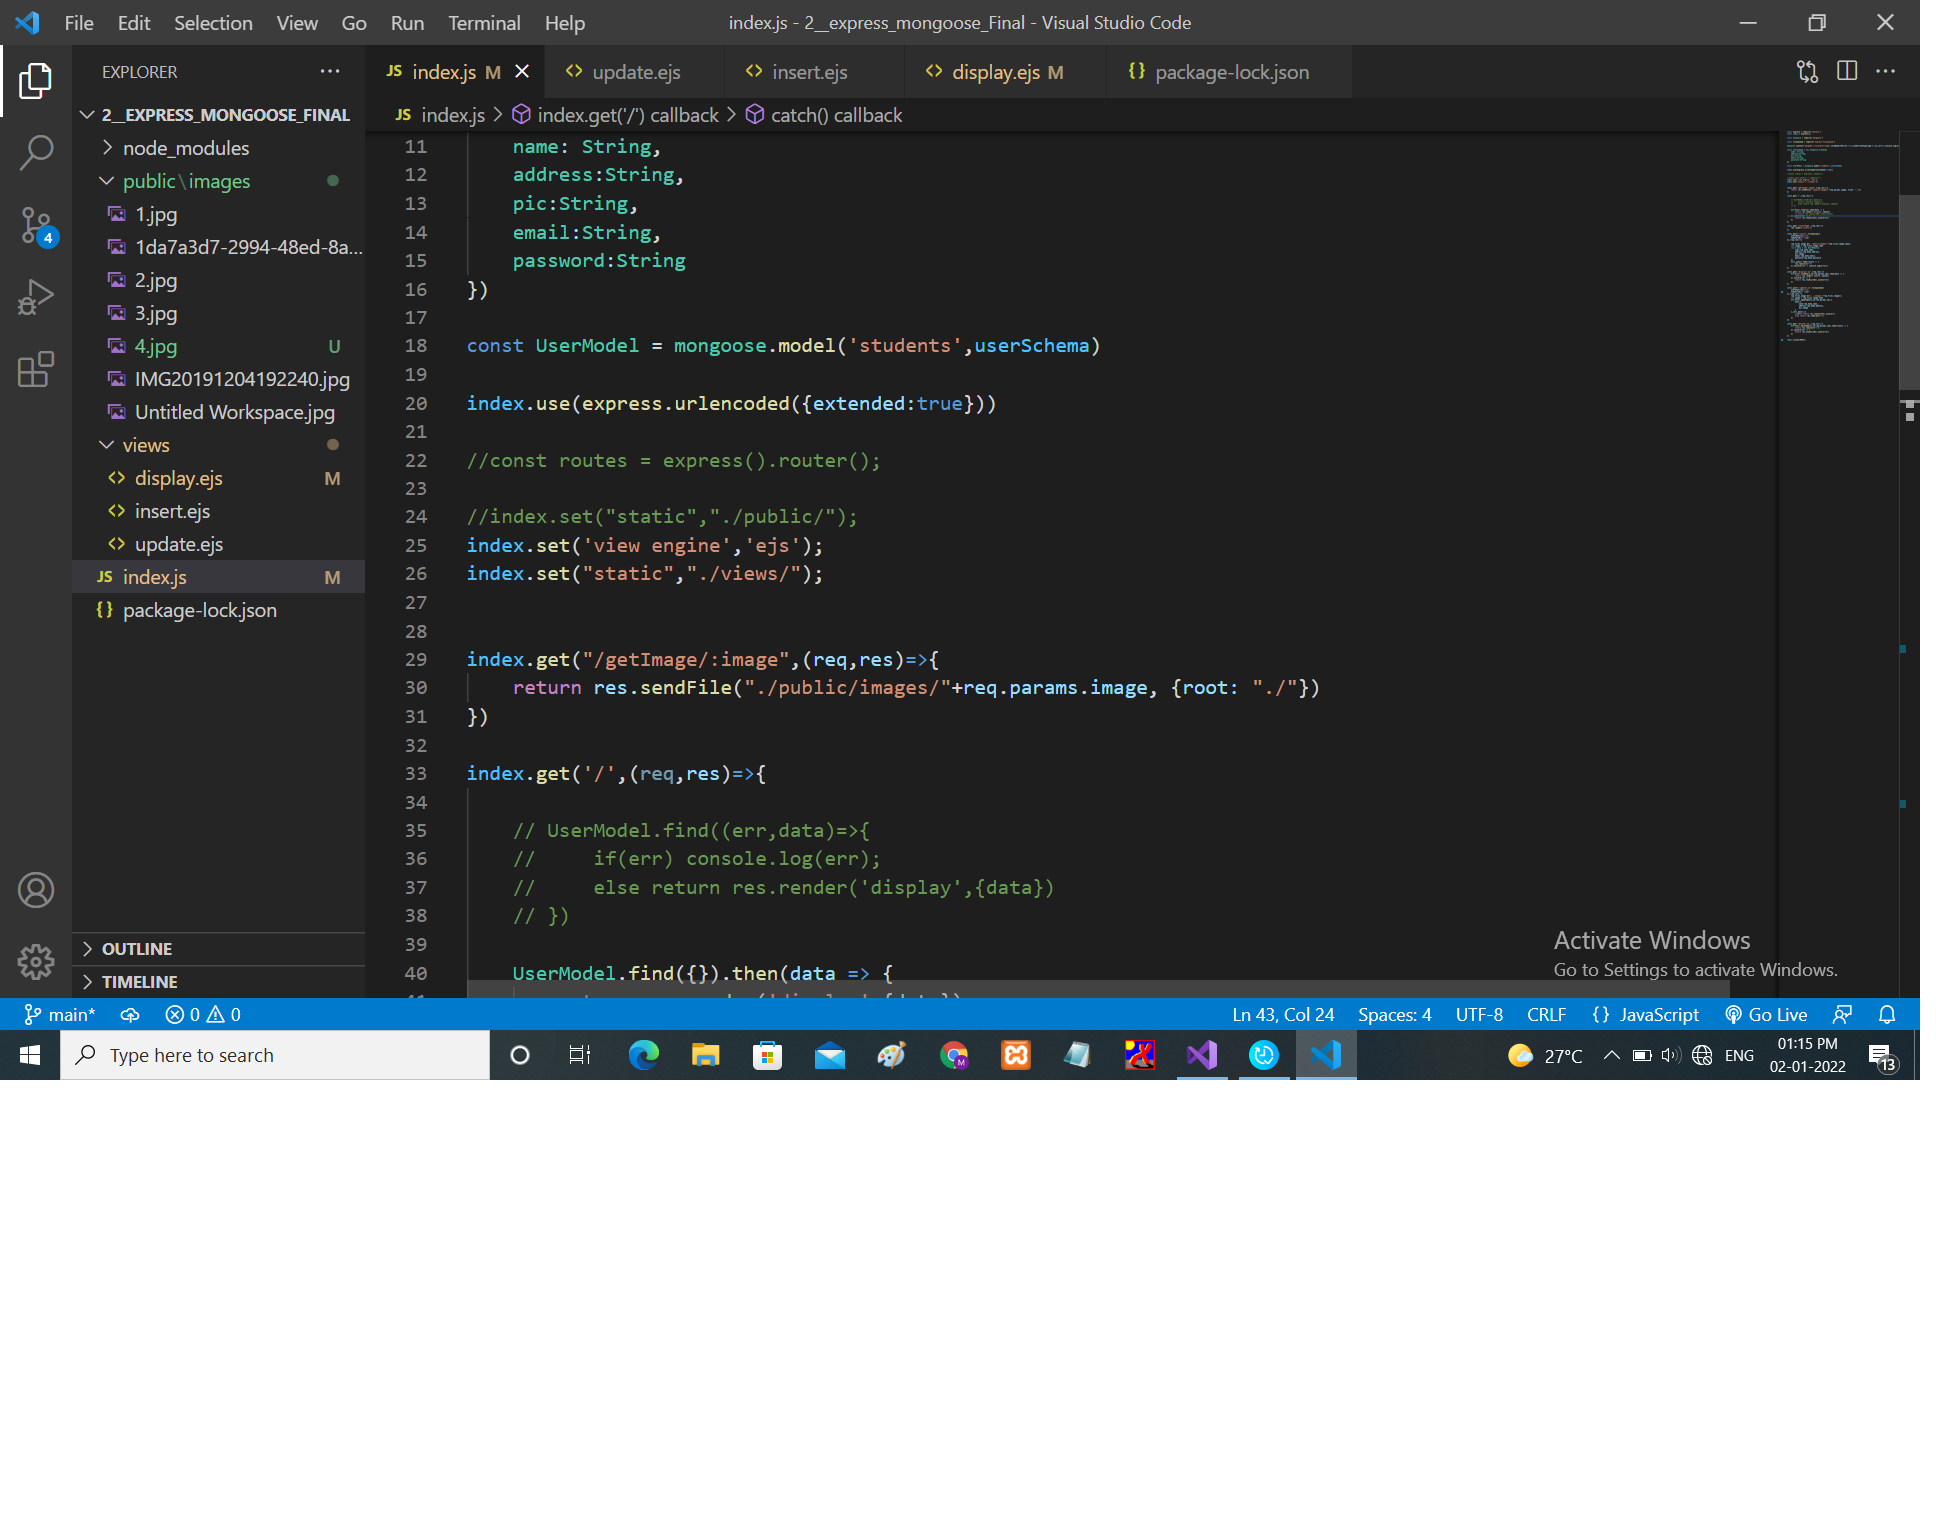 File Edit Selection View Go Run Terminal Help
index.js - 2__express_mongoose_Final - Visual Studio Code
EXPLORER
2__EXPRESS_MONGOOSE_FINAL
node_modules
public\images
1.jpg
1da7a3d7-2994-48ed-8a...
2.jpg
3.jpg
4.jpg U
IMG20191204192240.jpg
Untitled Workspace.jpg
views
display.ejs M
insert.ejs
update.ejs
JS index.js M
{} package-lock.json
OUTLINE
TIMELINE
4
JS index.js M
<> update.ejs
<> insert.ejs
<> display.ejs M
{} package-lock.json
JS index.js > index.get('/') callback > catch() callback
11 name: String,
12 address:String,
13 pic:String,
14 email:String,
15 password:String
16 })
17
18 const UserModel = mongoose.model('students',userSchema)
19
20 index.use(express.urlencoded({extended:true}))
21
22 //const routes = express().router();
23
24 //index.set("static","./public/");
25 index.set('view engine','ejs');
26 index.set("static","./views/");
27
28
29 index.get("/getImage/:image",(req,res)=>{
30 return res.sendFile("./public/images/"+req.params.image, {root: "./"})
31 })
32
33 index.get('/',(req,res)=>{
34
35 // UserModel.find((err,data)=>{
36 // if(err) console.log(err);
37 // else return res.render('display',{data})
38 // })
39
40 UserModel.find({}).then(data => {
Activate Windows
Go to Settings to activate Windows.
main* 0 0
Ln 43, Col 24 Spaces: 4 UTF-8 CRLF {} JavaScript Go Live
Type here to search
27°C ENG
01:15 PM
02-01-2022
13